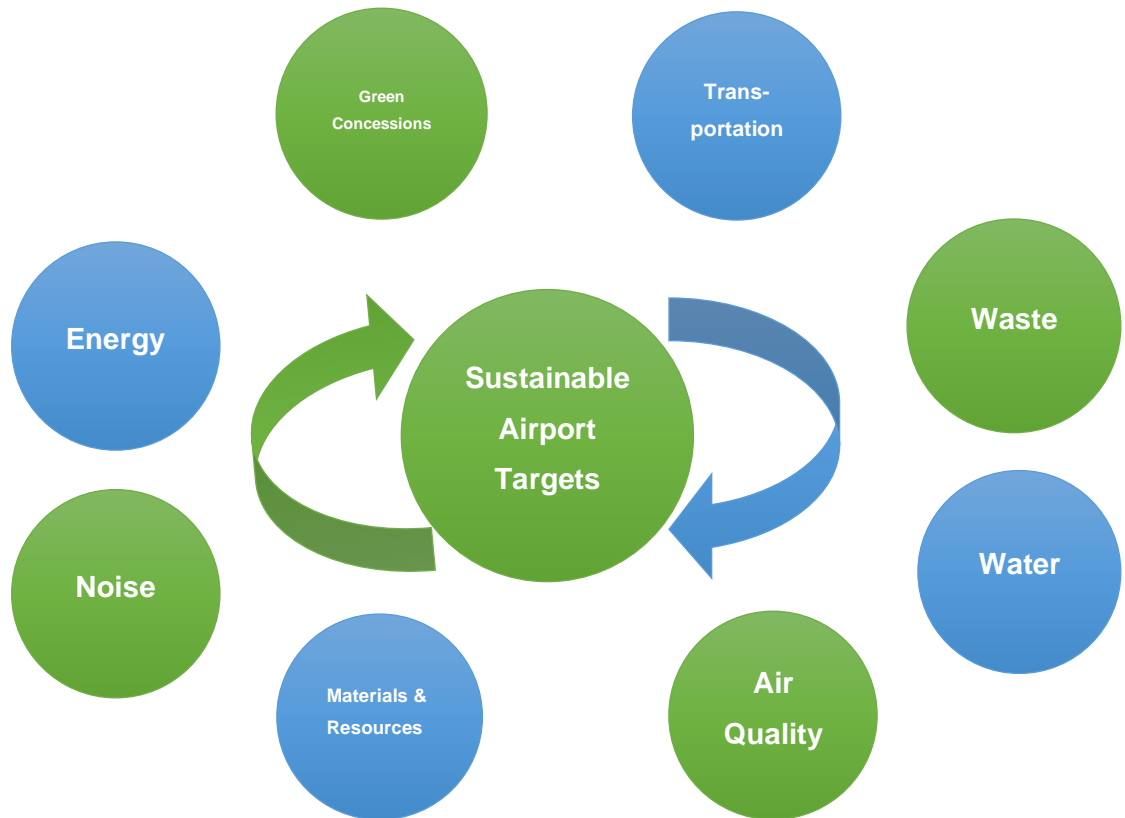 Green
Concessions
Trans-
portation
Energy
Waste
Sustainable
Airport
Targets
Noise
Water
Materials &
Resources
Air
Quality